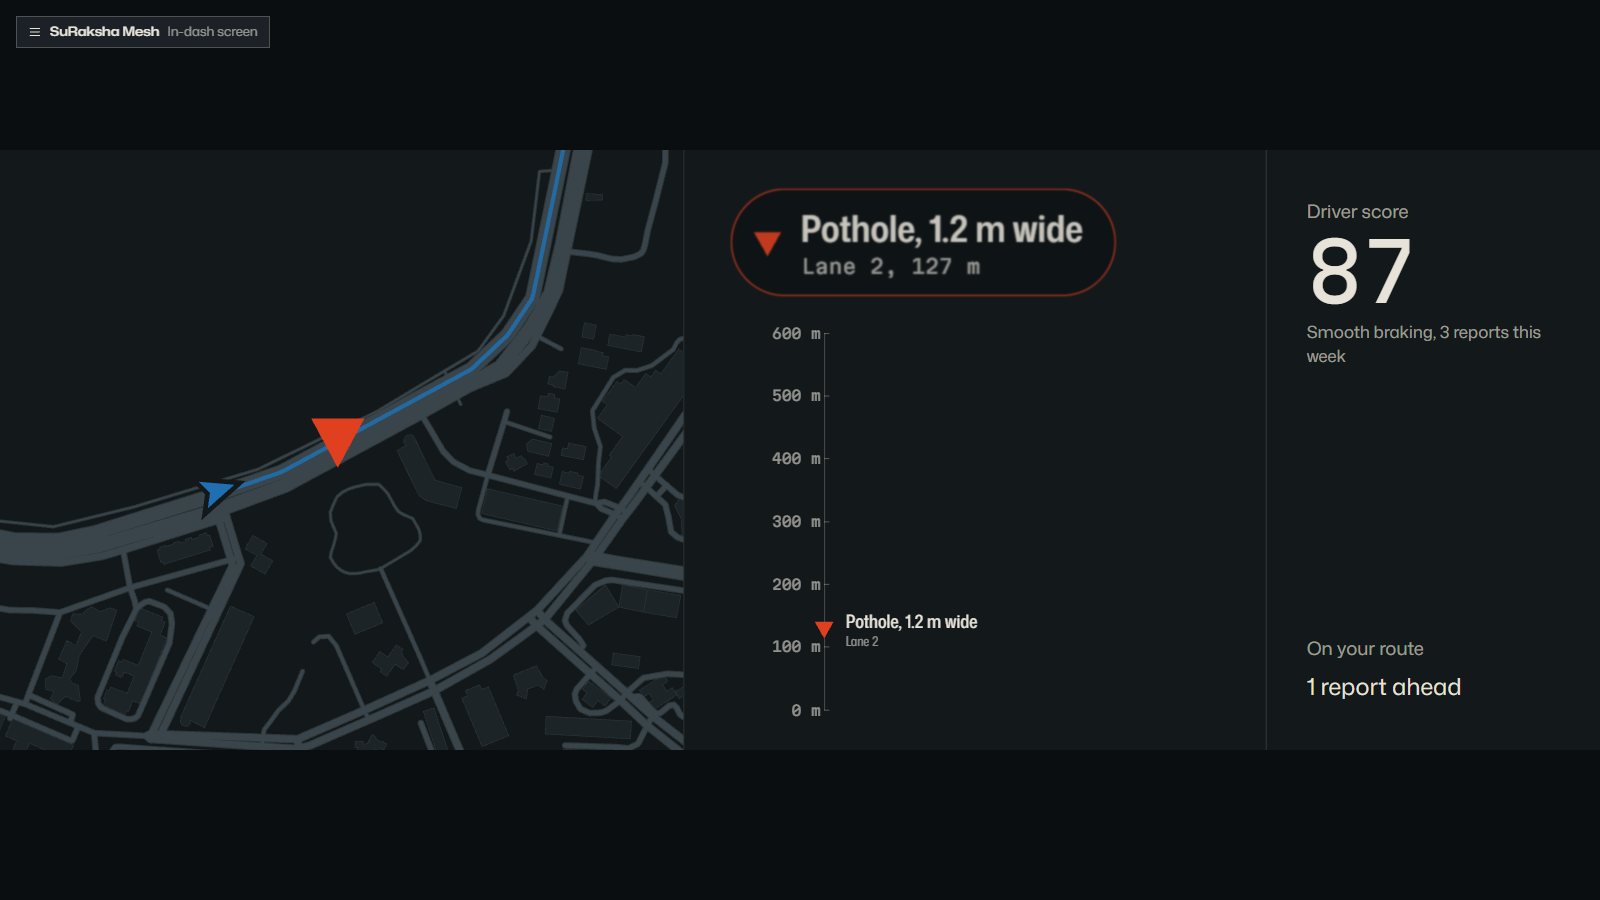 SuRaksha Mesh In-dash screen
Pothole, 1.2 m wide
Lane 2, 127 m
600 m
500 m
400 m
300 m
200 m
Pothole, 1.2 m wide
Lane 2
100 m
0 m
Driver score
87
Smooth braking, 3 reports this
week
On your route
1 report ahead